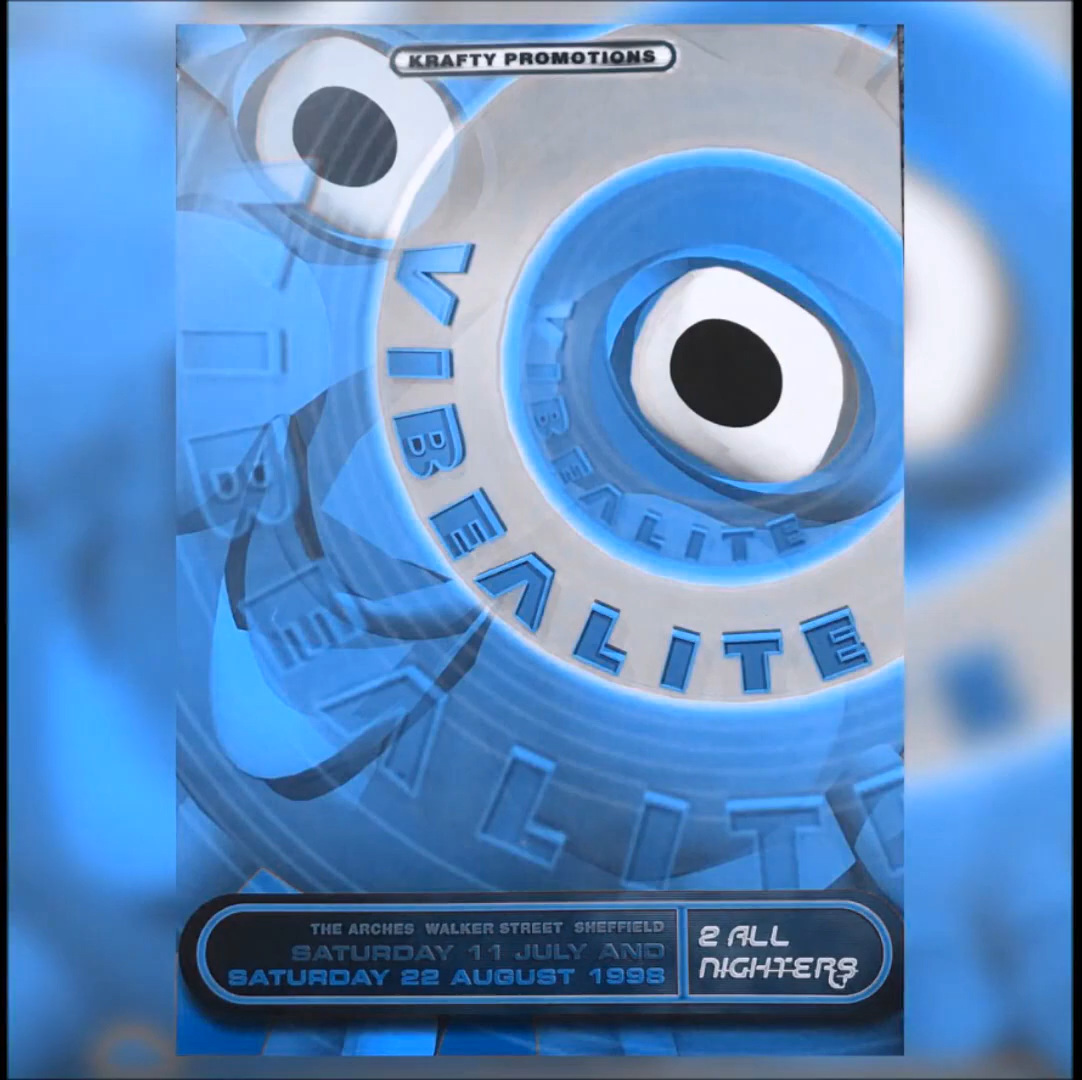 KRAFTY PROMOTIONS
VIBEALITE
VIBEALITE
VIBEALITE
THE ARCHES WALKER STREET SHEFFIELD
SATURDAY 11 JULY AND
SATURDAY 22 AUGUST 1998
2 ALL
NIGHTERS